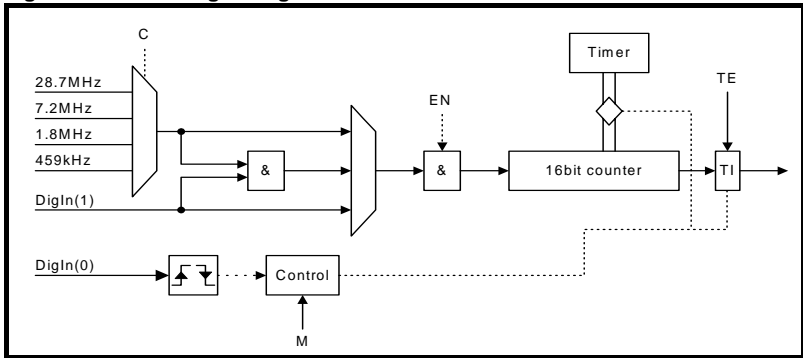 C
Timer
28.7MHz
TE
7.2MHz
EN
1.8MHz
459kHz
&
&
16bit counter
TI
DigIn(1)
DigIn(0)
Control
M